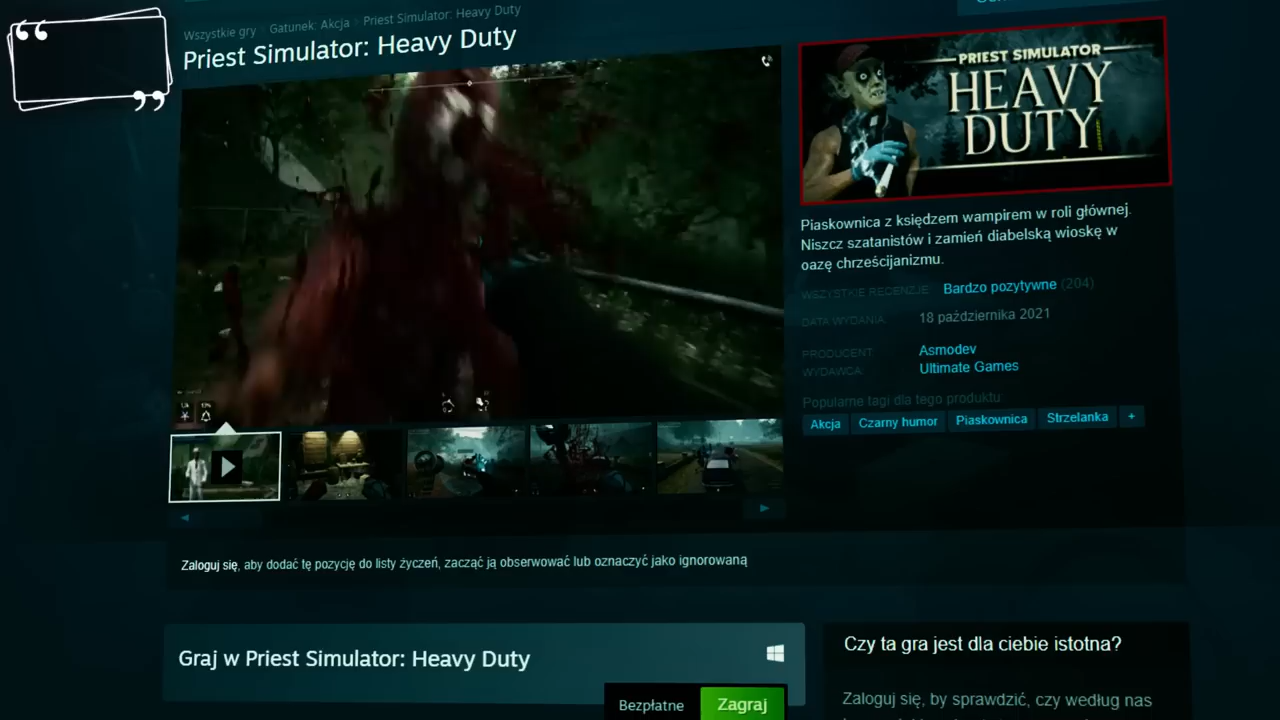 Wszystkie gry > Gatunek: Akcja > Priest Simulator: Heavy Duty
Priest Simulator: Heavy Duty
PRIEST SIMULATOR
HEAVY
DUTY
Piaskownica z księdzem wampirem w roli głównej.
Niszcz szatanistów i zamień diabelską wioskę w
oazę chrześcijanizmu.
WSZYSTKIE RECENZJE: Bardzo pozytywne (204)
DATA WYDANIA: 18 października 2021
PRODUCENT: Asmodev
WYDAWCA: Ultimate Games
Popularne tagi dla tego produktu:
Akcja Czarny humor Piaskownica Strzelanka +
Zaloguj się, aby dodać tę pozycję do listy życzeń, zacząć ją obserwować lub oznaczyć jako ignorowaną
Graj w Priest Simulator: Heavy Duty
Bezpłatne Zagraj
Czy ta gra jest dla ciebie istotna?
Zaloguj się, by sprawdzić, czy według nas